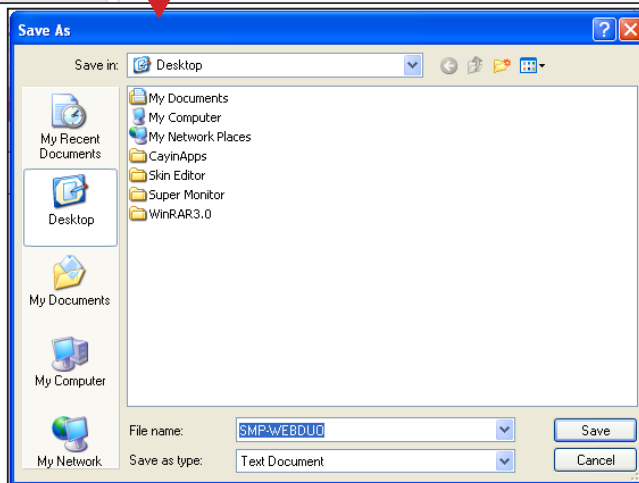 Save As
Save in:
Desktop
My Recent
Documents
Desktop
My Documents
My Computer
My Network
My Documents
My Computer
My Network Places
CayinApps
Skin Editor
Super Monitor
WinRAR3.0
File name:
SMP-WEBDUO
Save
Save as type:
Text Document
Cancel